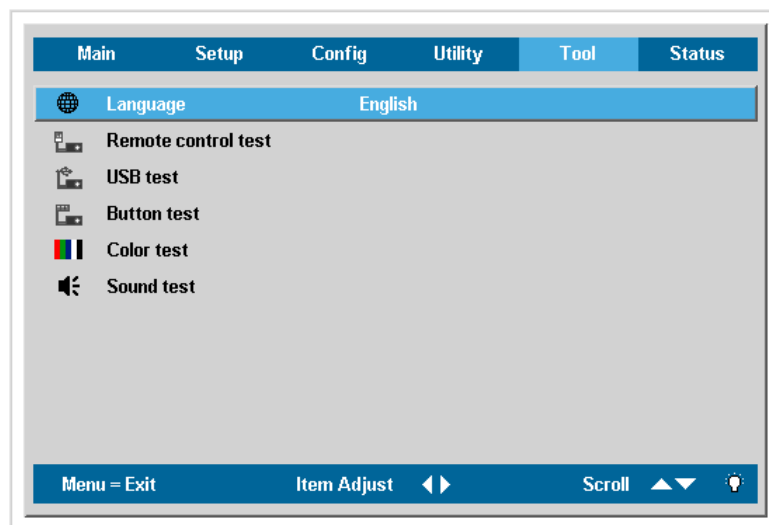 Main Setup Config Utility Tool Status
Language English
Remote control test
USB test
Button test
Color test
Sound test
Menu = Exit Item Adjust Scroll